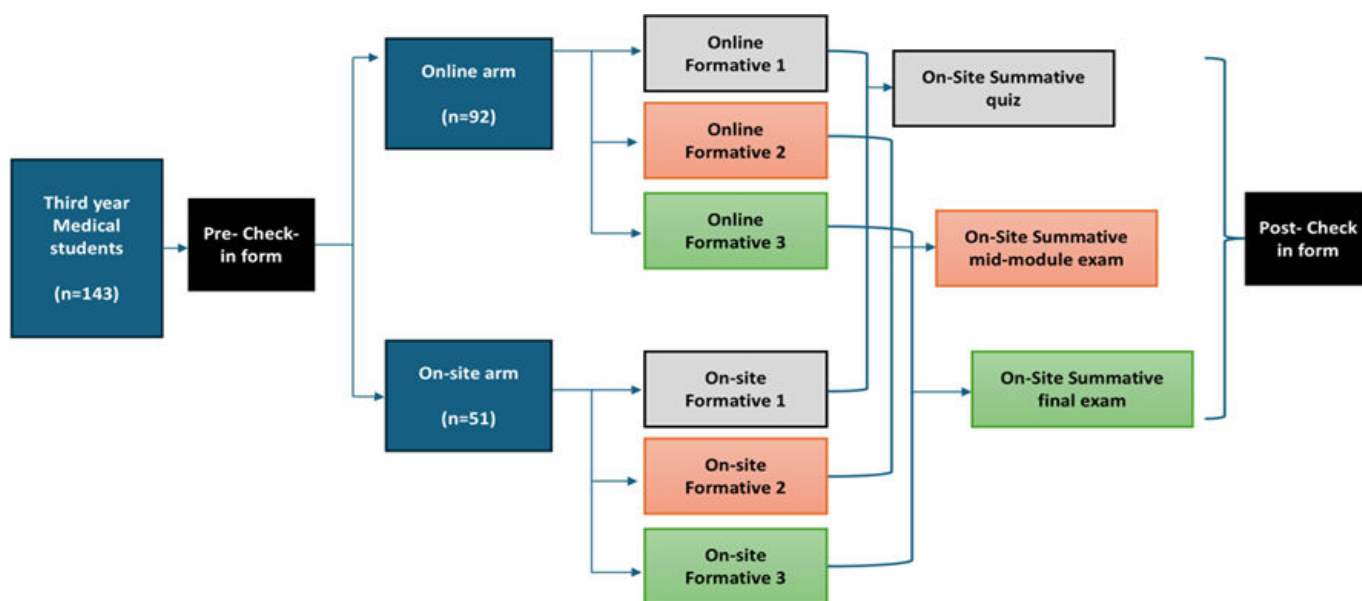 Third year
Medical
students
(n=143)
Pre- Check-
in form
Online arm
(n=92)
On-site arm
(n=51)
Online
Formative 1
Online
Formative 2
Online
Formative 3
On-site
Formative 1
On-site
Formative 2
On-site
Formative 3
On-Site Summative
quiz
On-Site Summative
mid-module exam
On-Site Summative
final exam
Post- Check
in form